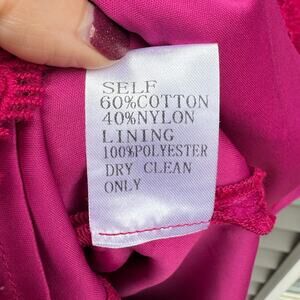 SELF
60%COTTON
40%NYLON
LINING
100%POLYESTER
DRY CLEAN
ONLY